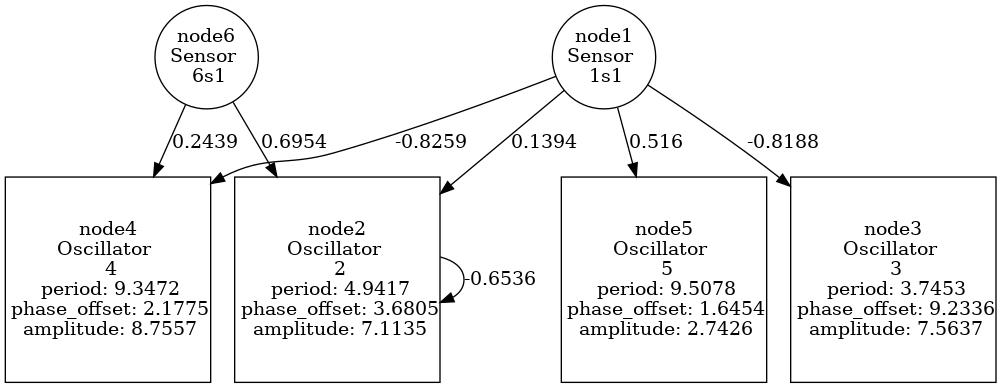 node6
Sensor
6s1
node1
Sensor
1s1
0.2439
0.6954
-0.8259
0.1394
0.516
-0.8188
node4
Oscillator
4
period: 9.3472
phase_offset: 2.1775
amplitude: 8.7557
node2
Oscillator
2
period: 4.9417
phase_offset: 3.6805
amplitude: 7.1135
-0.6536
node5
Oscillator
5
period: 9.5078
phase_offset: 1.6454
amplitude: 2.7426
node3
Oscillator
3
period: 3.7453
phase_offset: 9.2336
amplitude: 7.5637